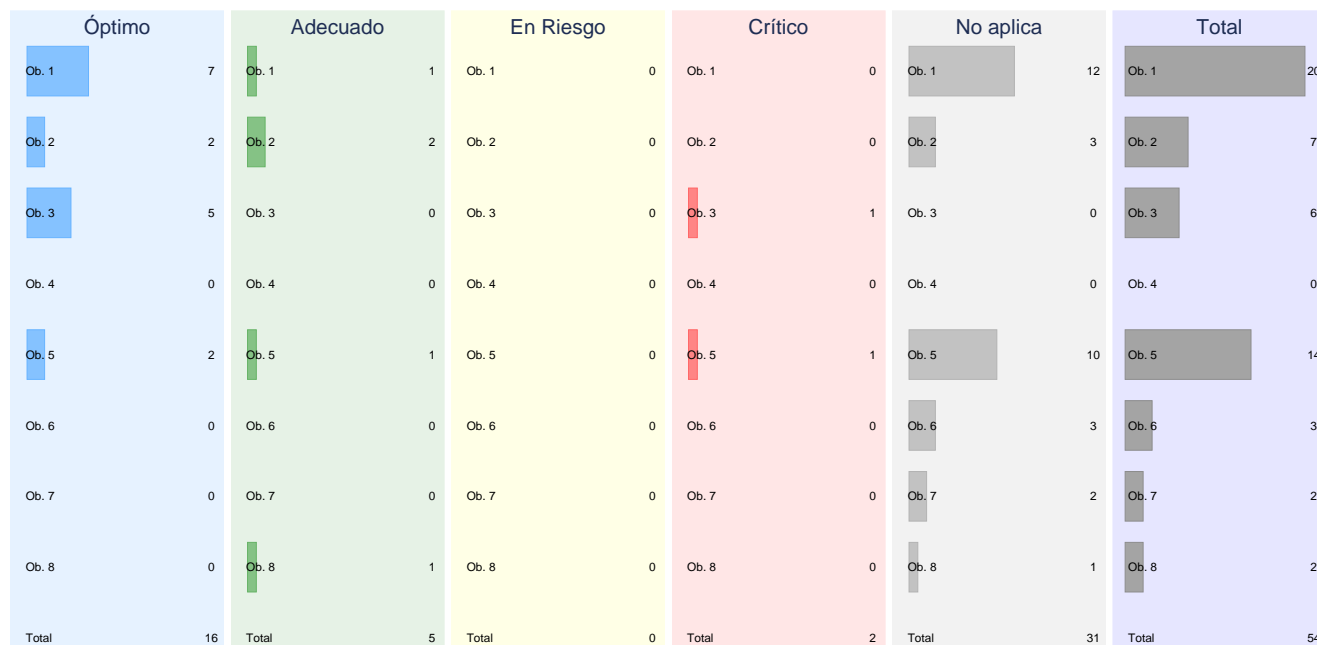 Óptimo Adecuado En Riesgo Crítico No aplica Total
Ob. 1 7 Ob. 1 1 Ob. 1 0 Ob. 1 0 Ob. 1 12 Ob. 1 20
Ob. 2 2 Ob. 2 2 Ob. 2 0 Ob. 2 0 Ob. 2 3 Ob. 2 7
Ob. 3 5 Ob. 3 0 Ob. 3 0 Ob. 3 1 Ob. 3 0 Ob. 3 6
Ob. 4 0 Ob. 4 0 Ob. 4 0 Ob. 4 0 Ob. 4 0 Ob. 4 0
Ob. 5 2 Ob. 5 1 Ob. 5 0 Ob. 5 1 Ob. 5 10 Ob. 5 14
Ob. 6 0 Ob. 6 0 Ob. 6 0 Ob. 6 0 Ob. 6 3 Ob. 6 3
Ob. 7 0 Ob. 7 0 Ob. 7 0 Ob. 7 0 Ob. 7 2 Ob. 7 2
Ob. 8 0 Ob. 8 1 Ob. 8 0 Ob. 8 0 Ob. 8 1 Ob. 8 2
Total 16 Total 5 Total 0 Total 2 Total 31 Total 54